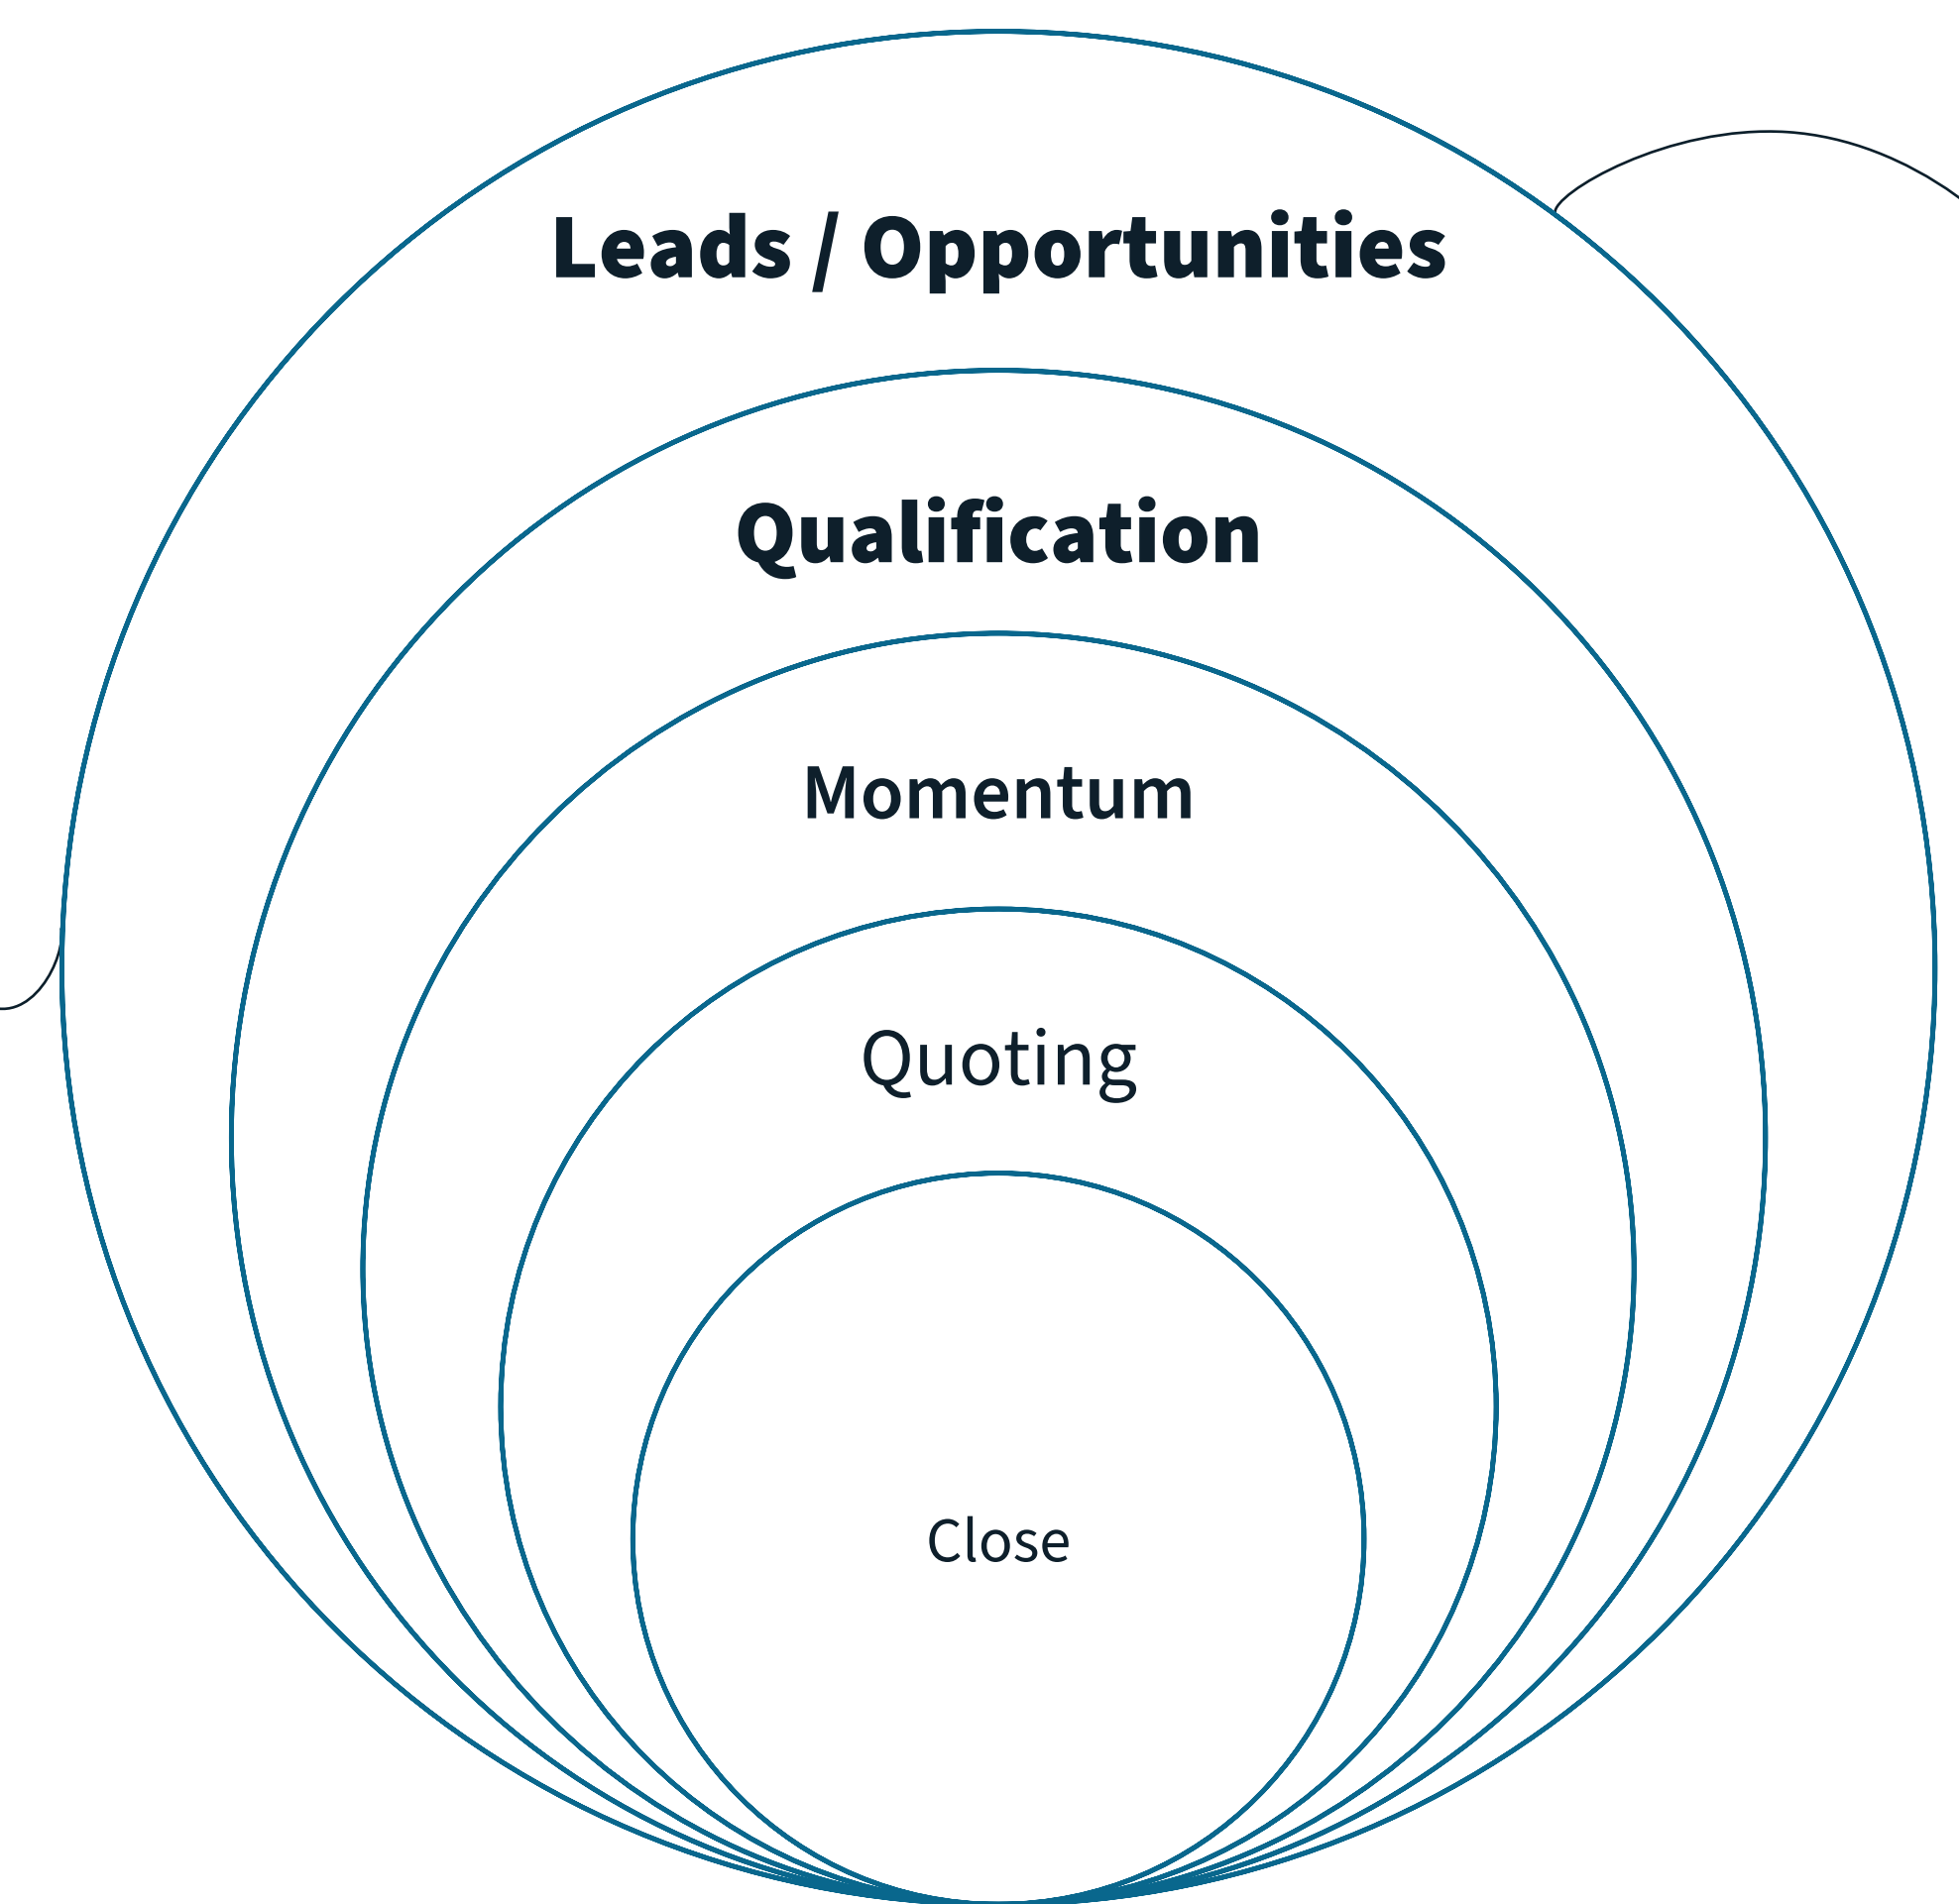 Leads / Opportunities
Qualification
Momentum
Quoting
Close